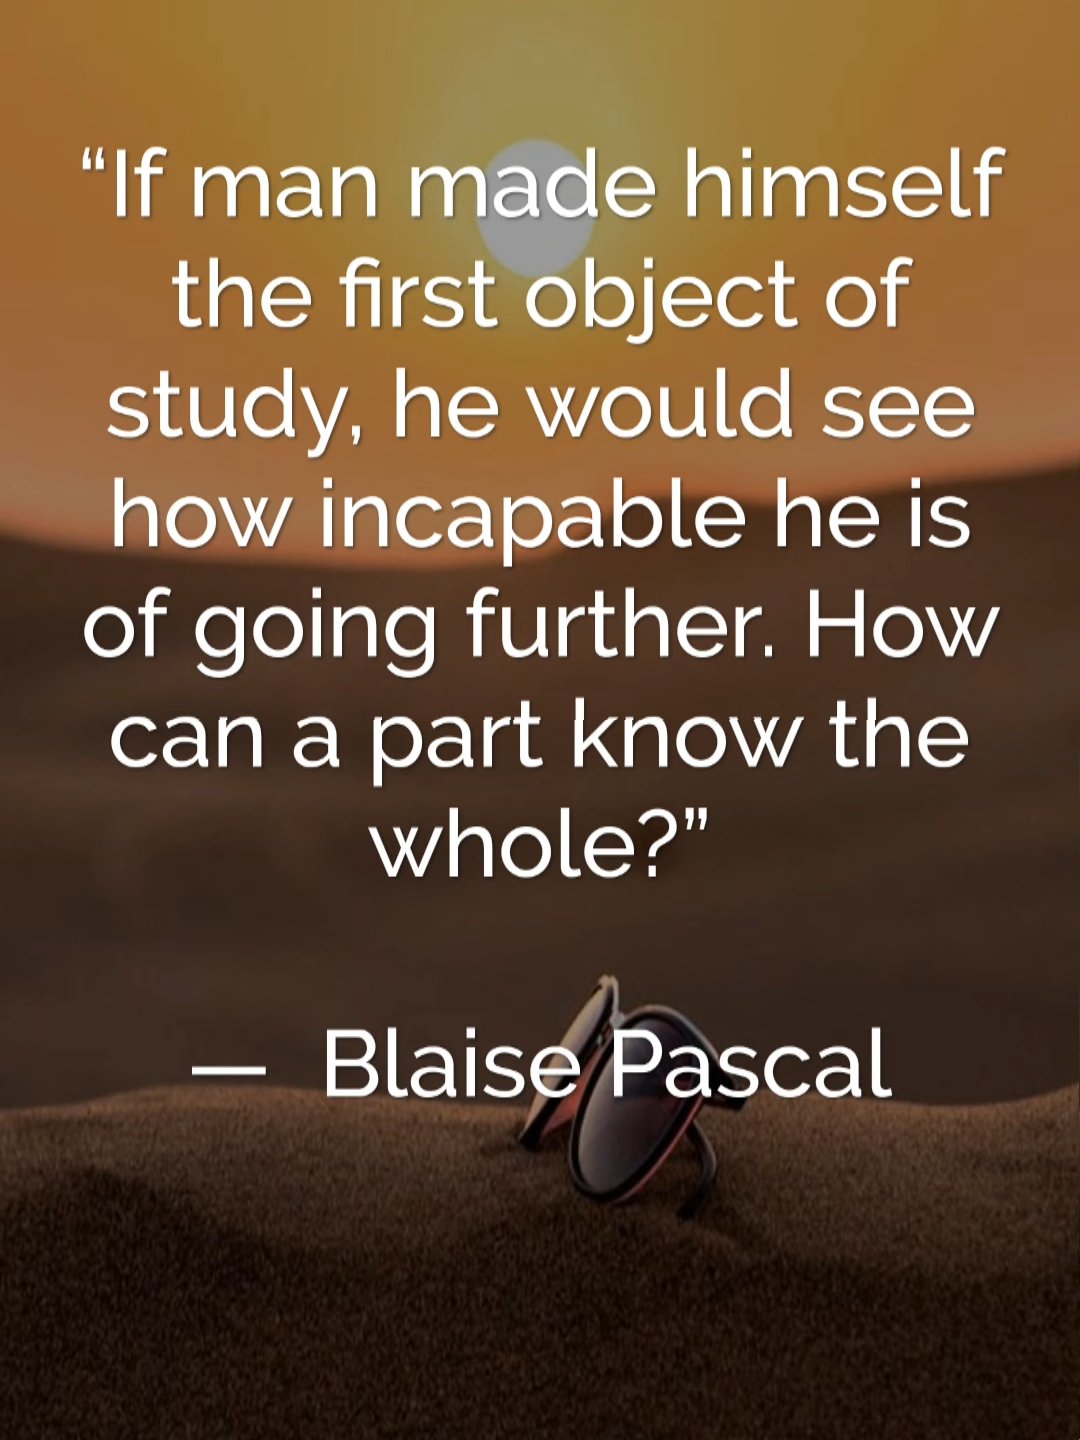 “If man made himself
the first object of
study, he would see
how incapable he is
of going further. How
can a part know the
whole?”
— Blaise Pascal